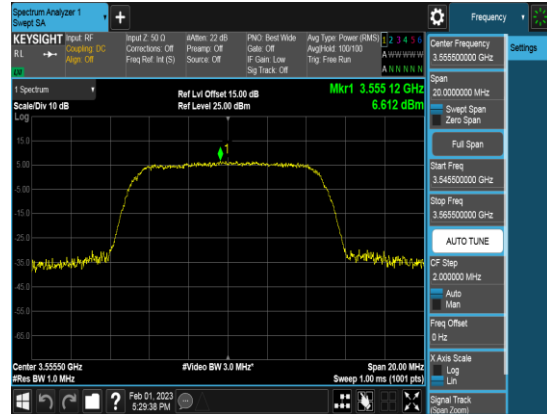 Spectrum Analyzer 1
Swept SA
+
Frequency
KEYSIGHT
RL
Input: RF
Coupling: DC
Align: Off
Input Z: 50 Ω
Corrections: Off
Freq Ref: Int (S)
#Atten: 22 dB
Preamp: Off
Source: Off
PNO: Best Wide
Gate: Off
IF Gain: Low
Sig Track: Off
Avg Type: Power (RMS)
Avg|Hold: 100/100
Trig: Free Run
1 2 3 4 5 6
A W W W W W
A N N N N N
1 Spectrum
Scale/Div 10 dB
Log
Ref Lvl Offset 15.00 dB
Ref Level 25.00 dBm
Mkr1 3.555 12 GHz
6.612 dBm
1
15.0
5.00
-5.00
-15.0
-25.0
-35.0
-45.0
-55.0
-65.0
Center 3.55550 GHz
#Res BW 1.0 MHz
#Video BW 3.0 MHz*
Span 20.00 MHz
Sweep 1.00 ms (1001 pts)
Feb 01, 2023
5:29:38 PM
Center Frequency
3.555500000 GHz
Settings
Span
20.0000000 MHz
Swept Span
Zero Span
Full Span
Start Freq
3.545500000 GHz
Stop Freq
3.565500000 GHz
AUTO TUNE
CF Step
2.000000 MHz
Auto
Man
Freq Offset
0 Hz
X Axis Scale
Log
Lin
Signal Track
(Span Zoom)